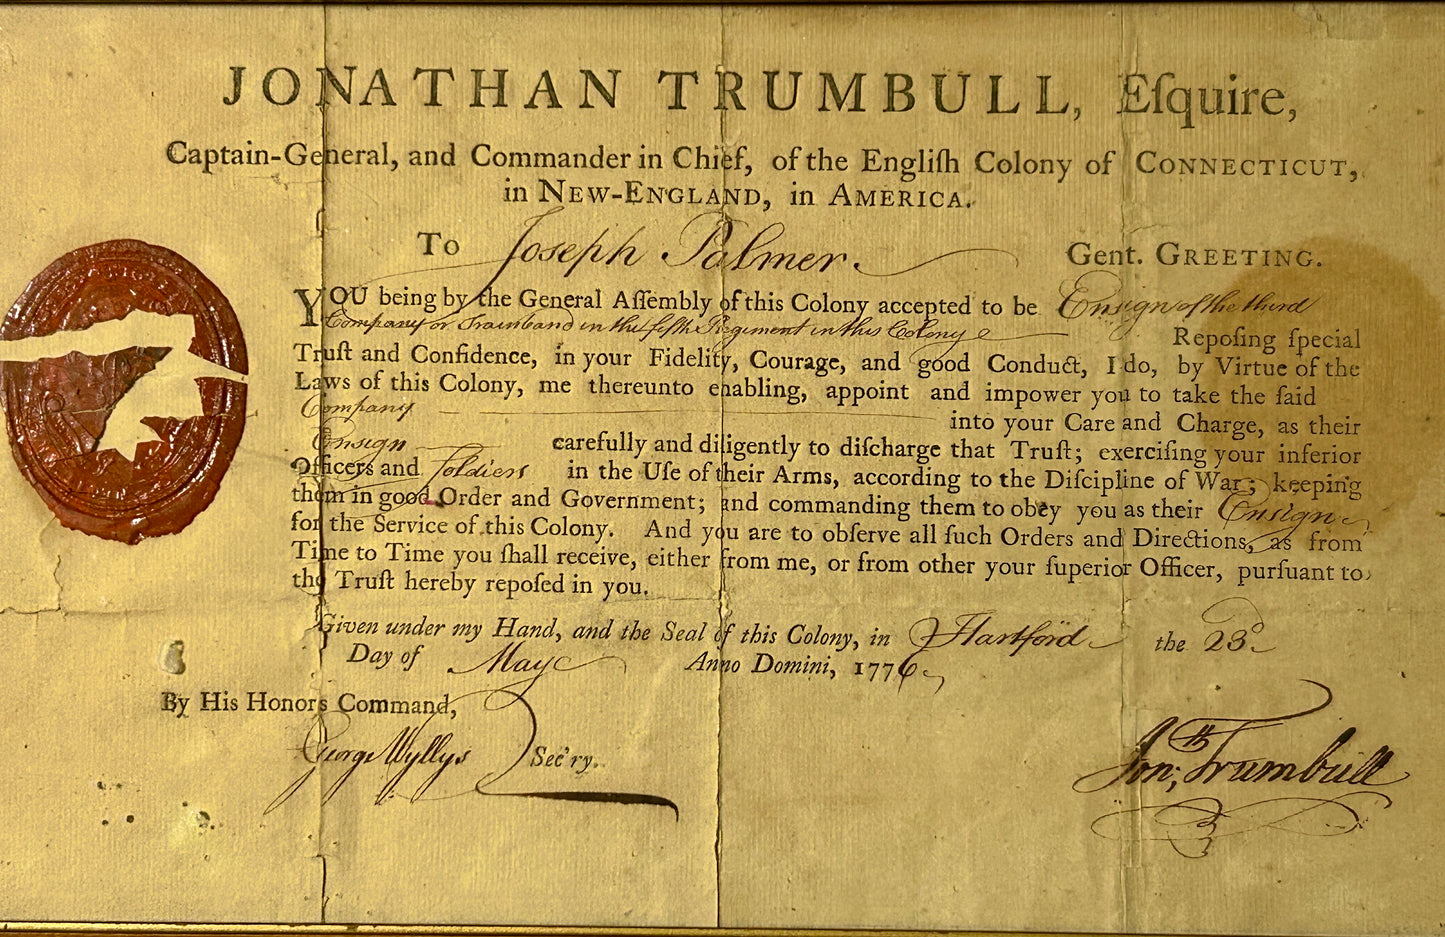 JONATHAN TRUMBULL, Eſquire,
Captain-General, and Commander in Chief, of the Engliſh Colony of CONNECTICUT,
in NEW-ENGLAND, in AMERICA.
To Joseph Palmer. Gent. GREETING.
YOU being by the General Aſſembly of this Colony accepted to be Ensign of the third
Company or Trainband in the fifth Regiment in this Colony Repoſing ſpecial
Truſt and Confidence, in your Fidelity, Courage, and good Conduct, I do, by Virtue of the
Laws of this Colony, me thereunto enabling, appoint and impower you to take the ſaid
Company into your Care and Charge, as their
Ensign carefully and diligently to diſcharge that Truſt; exerciſing your inferior
Officers and Soldiers in the Uſe of their Arms, according to the Diſcipline of War; keeping
them in good Order and Government; and commanding them to obey you as their Ensign
for the Service of this Colony. And you are to obſerve all ſuch Orders and Directions, as from
Time to Time you ſhall receive, either from me, or from other your ſuperior Officer, purſuant to
the Truſt hereby repoſed in you.
Given under my Hand, and the Seal of this Colony, in Hartford the 23d
Day of May Anno Domini, 1776.
By His Honors Command,
George Wyllys Sec'ry.
Jonth; Trumbull